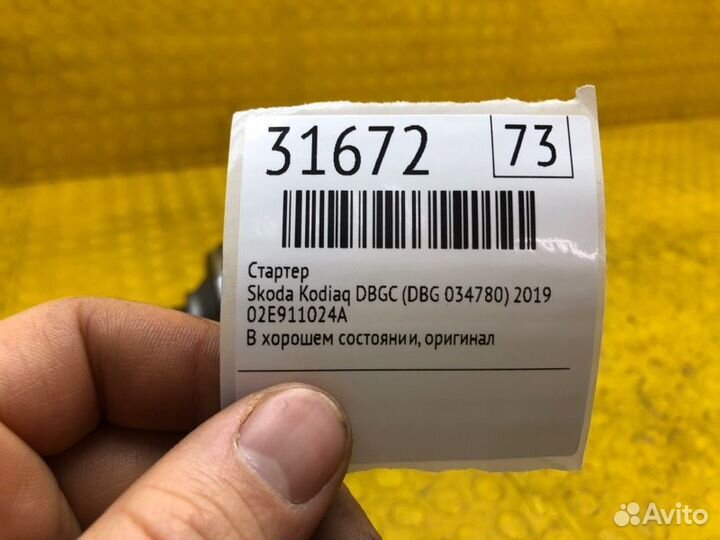 31672 73
Стартер
Skoda Kodiaq DBGC (DBG 034780) 2019
02E911024A
В хорошем состоянии, оригинал
Avito